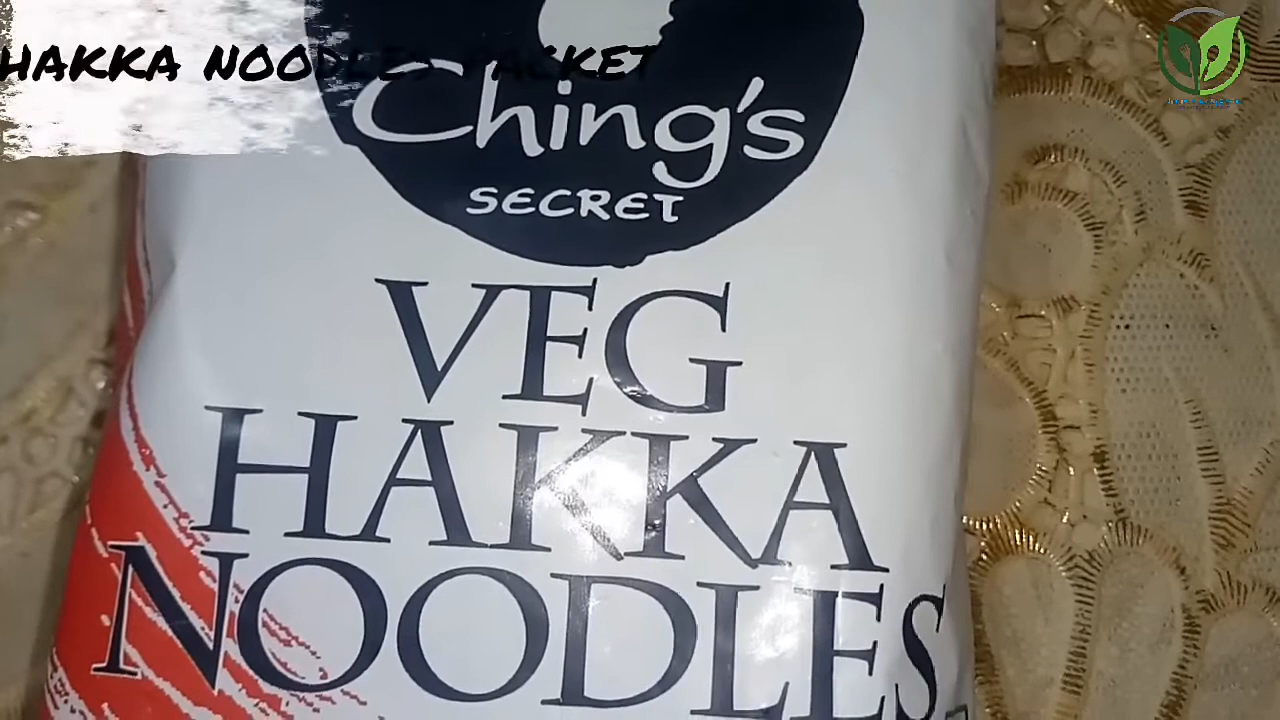 HAKKA NOODLES PACKET
Ching's
SECRET
VEG
HAKKA
NOODLES